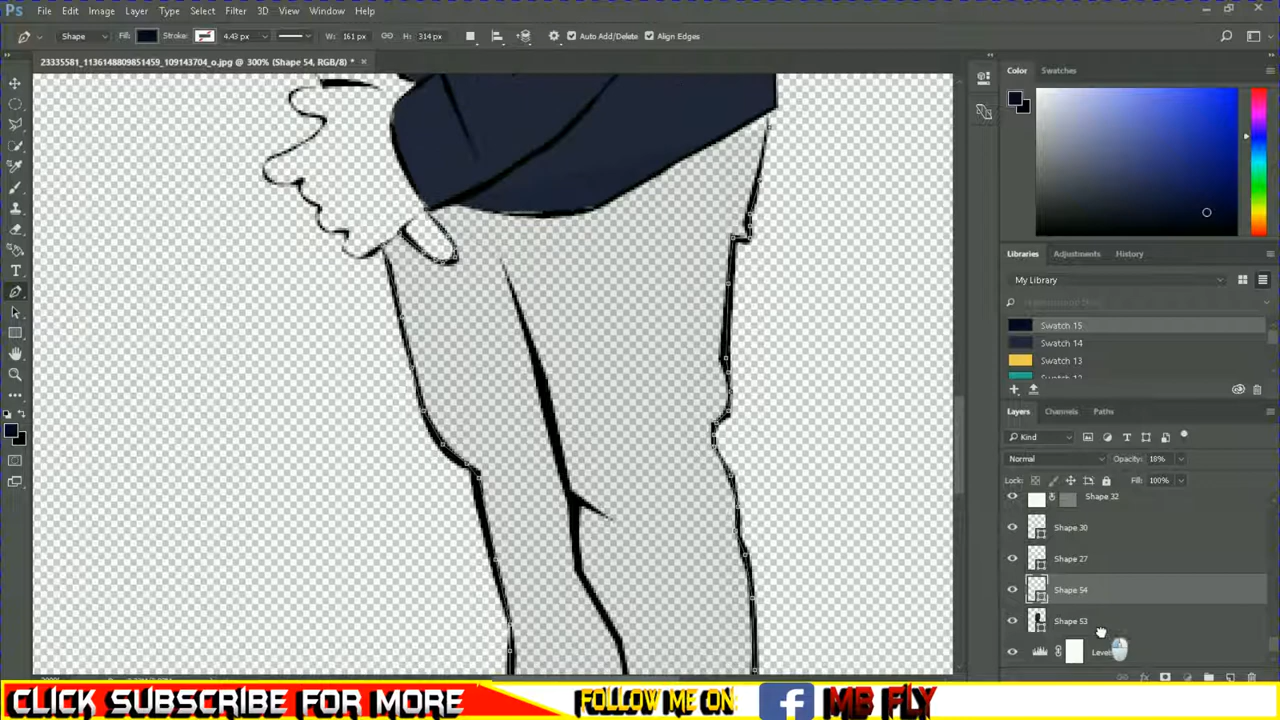 Ps File Edit Image Layer Type Select Filter 3D View Window Help
Shape Fill: Stroke: 4.43 px W: 161 px H: 314 px Auto Add/Delete Align Edges
23335581_1136148809851459_109143704_o.jpg @ 300% (Shape 54, RGB/8) * ×
Color Swatches
Libraries Adjustments History
My Library
Swatch 15
Swatch 14
Swatch 13
Layers Channels Paths
Kind
Normal Opacity: 18%
Lock: Fill: 100%
Shape 32
Shape 30
Shape 27
Shape 54
Shape 53
Levels
CLICK SUBSCRIBE FOR MORE FOLLOW ME ON f MB FLY